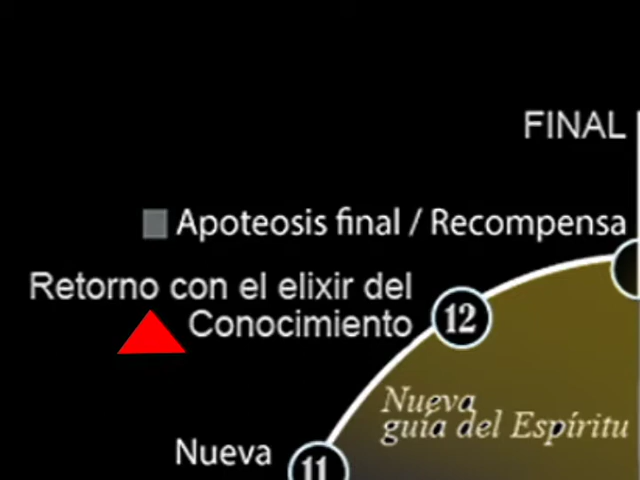 FINAL
Apoteosis final / Recompensa
Retorno con el elixir del
Conocimiento
12
Nueva
guía del Espíritu
Nueva
11